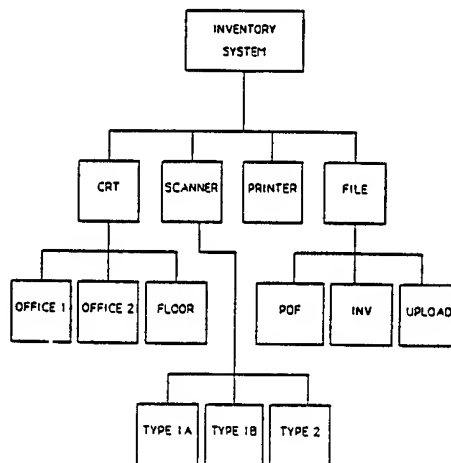 INVENTORY
SYSTEM
CRT
SCANNER
PRINTER
FILE
OFFICE 1
OFFICE 2
FLOOR
PDF
INV
UPLOAD
TYPE 1A
TYPE 1B
TYPE 2